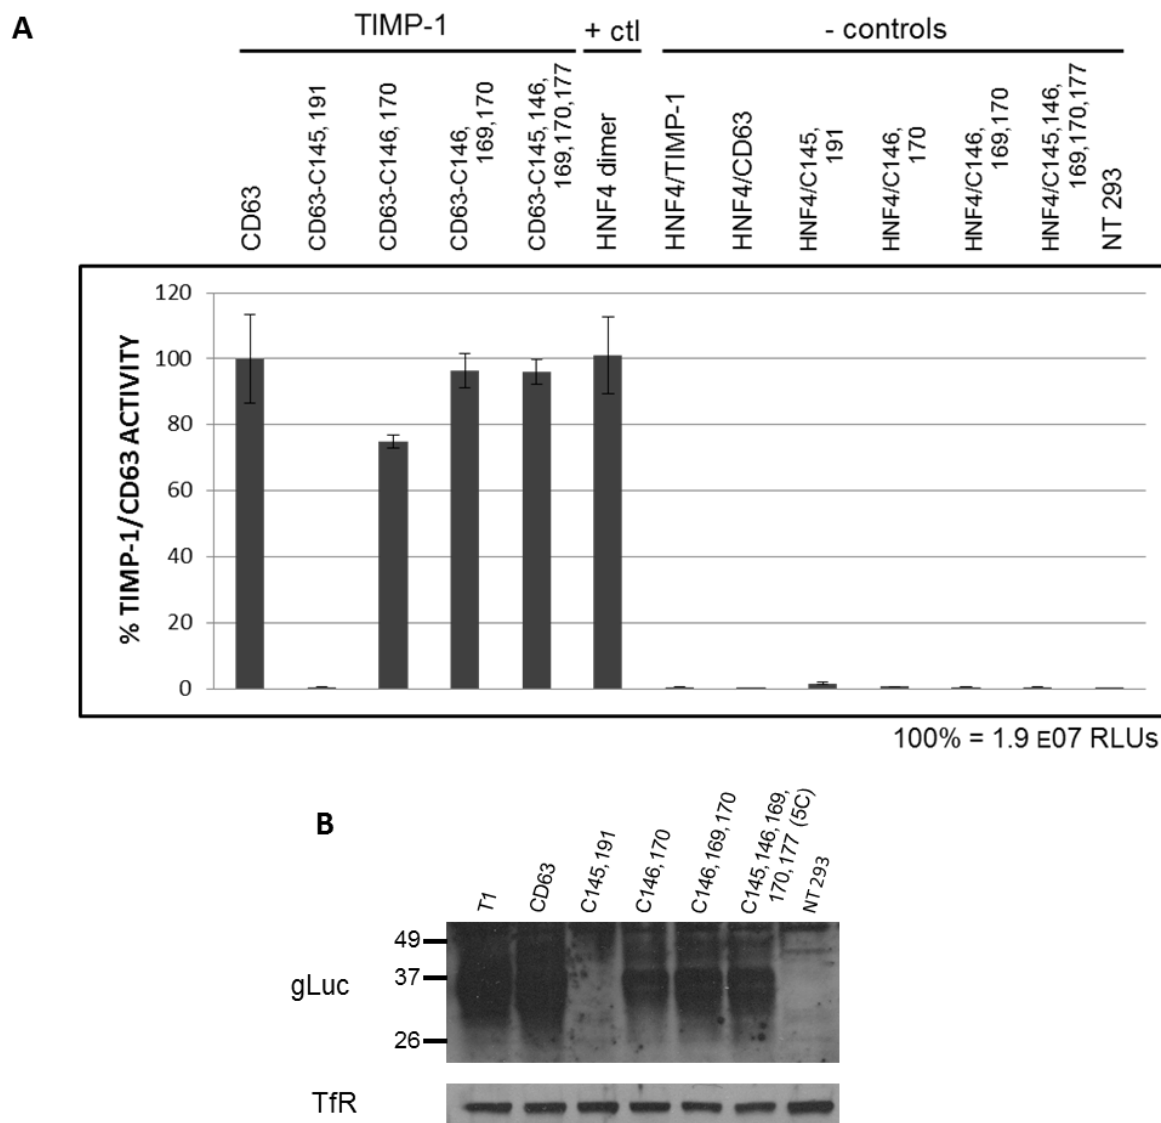 A
TIMP-1
+ ctl
- controls
CD63
CD63-C145,191
CD63-C146,170
CD63-C146,
169,170
CD63-C145,146,
169,170,177
HNF4 dimer
HNF4/TIMP-1
HNF4/CD63
HNF4/C145,
191
HNF4/C146,
170
HNF4/C146,
169,170
HNF4/C145,146,
169,170,177
NT 293
% TIMP-1/CD63 ACTIVITY
120
100
80
60
40
20
0
100% = 1.9 E07 RLUs
B
T1
CD63
C145,191
C146,170
C146,169,170
C145,146,169,
170,177 (5C)
NT 293
gLuc
49
37
26
TfR